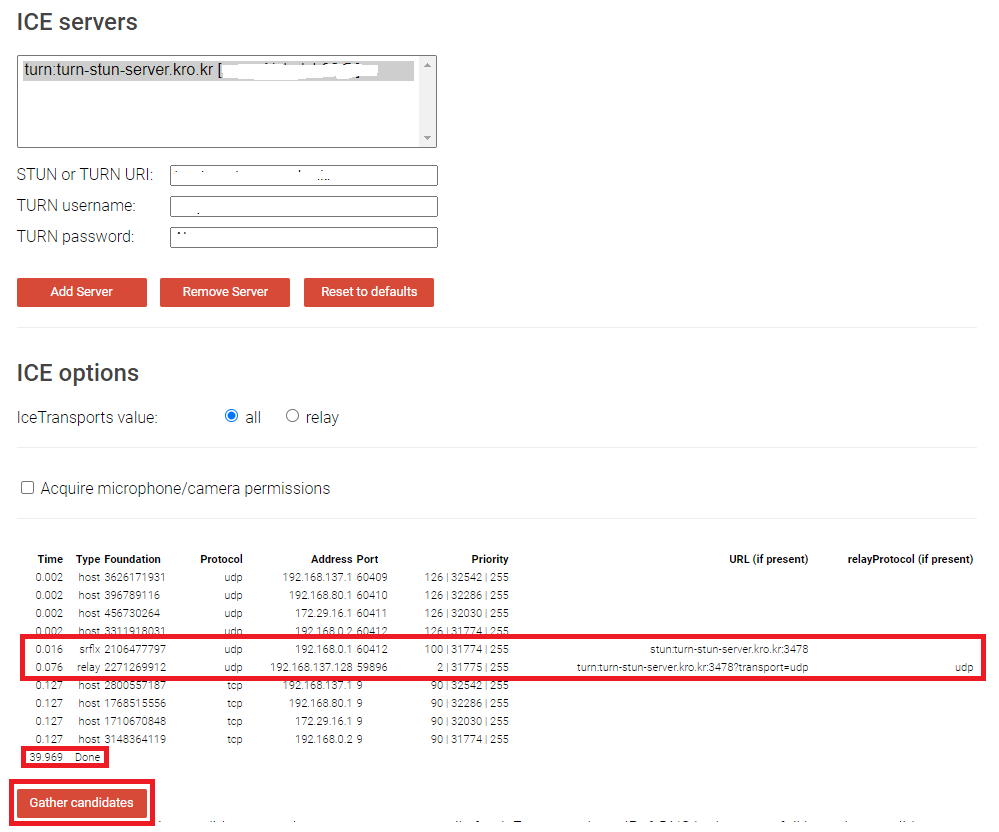 ICE servers
turn:turn-stun-server.kro.kr [
STUN or TURN URI:
TURN username:
TURN password:
Add Server Remove Server Reset to defaults
ICE options
IceTransports value: all relay
Acquire microphone/camera permissions
Time Type Foundation Protocol Address Port Priority URL (if present) relayProtocol (if present)
0.002 host 3626171931 udp 192.168.137.1 60409 126 | 32542 | 255
0.002 host 396789116 udp 192.168.80.1 60410 126 | 32286 | 255
0.002 host 456730264 udp 172.29.16.1 60411 126 | 32030 | 255
0.002 host 3311918031 udp 192.168.0.2 60412 126 | 31774 | 255
0.016 srflx 2106477797 udp 192.168.0.1 60412 100 | 31774 | 255 stun:turn-stun-server.kro.kr:3478
0.076 relay 2271269912 udp 192.168.137.128 59896 2 | 31775 | 255 turn:turn-stun-server.kro.kr:3478?transport=udp udp
0.127 host 2800557187 tcp 192.168.137.1 9 90 | 32542 | 255
0.127 host 1768515556 tcp 192.168.80.1 9 90 | 32286 | 255
0.127 host 1710670848 tcp 172.29.16.1 9 90 | 32030 | 255
0.127 host 3148364119 tcp 192.168.0.2 9 90 | 31774 | 255
39.969 Done
Gather candidates